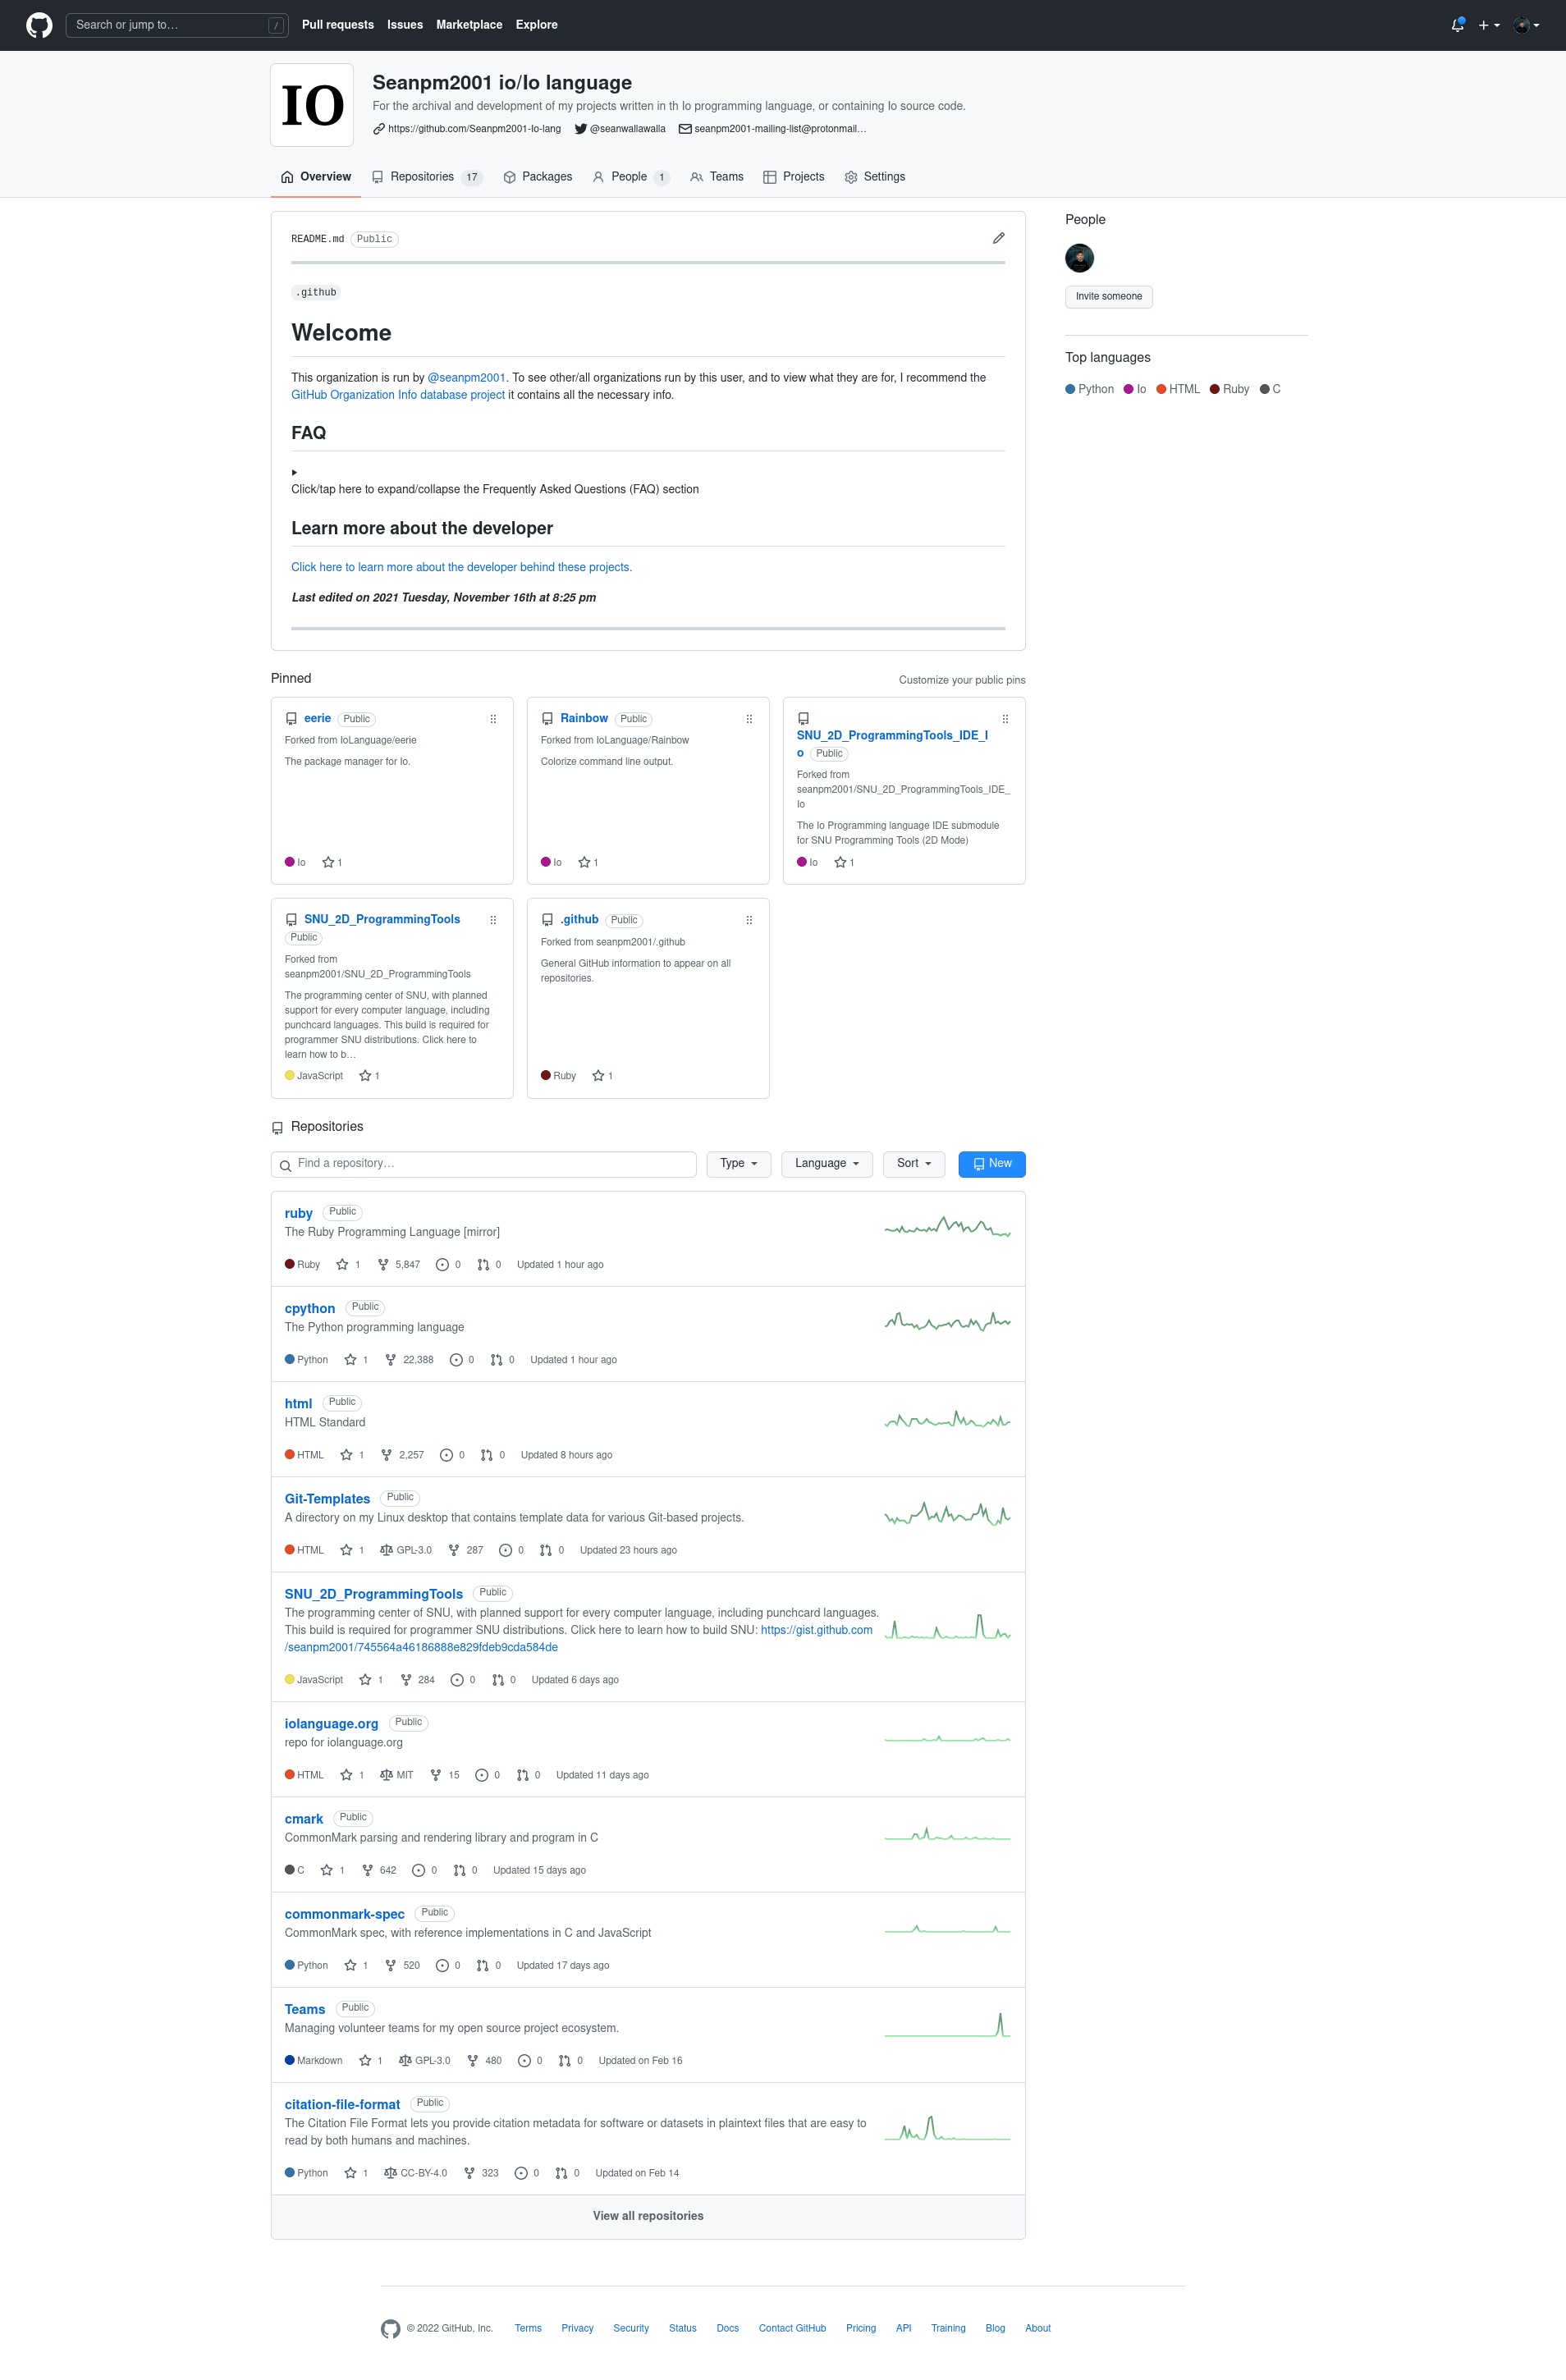 Search or jump to…
/
Pull requests
Issues
Marketplace
Explore
IO
Seanpm2001 io/Io language
For the archival and development of my projects written in th Io programming language, or containing Io source code.
https://github.com/Seanpm2001-Io-lang
@seanwallawalla
seanpm2001-mailing-list@protonmail…
Overview
Repositories 17
Packages
People 1
Teams
Projects
Settings
README.md Public
.github
Welcome
This organization is run by @seanpm2001. To see other/all organizations run by this user, and to view what they are for, I recommend the
GitHub Organization Info database project it contains all the necessary info.
FAQ
Click/tap here to expand/collapse the Frequently Asked Questions (FAQ) section
Learn more about the developer
Click here to learn more about the developer behind these projects.
Last edited on 2021 Tuesday, November 16th at 8:25 pm
People
Invite someone
Top languages
Python Io HTML Ruby C
Pinned
Customize your public pins
eerie Public
Forked from IoLanguage/eerie
The package manager for Io.
Io 1
Rainbow Public
Forked from IoLanguage/Rainbow
Colorize command line output.
Io 1
SNU_2D_ProgrammingTools_IDE_I
o Public
Forked from
seanpm2001/SNU_2D_ProgrammingTools_IDE_
Io
The Io Programming language IDE submodule
for SNU Programming Tools (2D Mode)
Io 1
SNU_2D_ProgrammingTools
Public
Forked from
seanpm2001/SNU_2D_ProgrammingTools
The programming center of SNU, with planned
support for every computer language, including
punchcard languages. This build is required for
programmer SNU distributions. Click here to
learn how to b…
JavaScript 1
.github Public
Forked from seanpm2001/.github
General GitHub information to appear on all
repositories.
Ruby 1
Repositories
Find a repository…
Type
Language
Sort
New
ruby Public
The Ruby Programming Language [mirror]
Ruby 1 5,847 0 0 Updated 1 hour ago
cpython Public
The Python programming language
Python 1 22,388 0 0 Updated 1 hour ago
html Public
HTML Standard
HTML 1 2,257 0 0 Updated 8 hours ago
Git-Templates Public
A directory on my Linux desktop that contains template data for various Git-based projects.
HTML 1 GPL-3.0 287 0 0 Updated 23 hours ago
SNU_2D_ProgrammingTools Public
The programming center of SNU, with planned support for every computer language, including punchcard languages.
This build is required for programmer SNU distributions. Click here to learn how to build SNU: https://gist.github.com
/seanpm2001/745564a46186888e829fdeb9cda584de
JavaScript 1 284 0 0 Updated 6 days ago
iolanguage.org Public
repo for iolanguage.org
HTML 1 MIT 15 0 0 Updated 11 days ago
cmark Public
CommonMark parsing and rendering library and program in C
C 1 642 0 0 Updated 15 days ago
commonmark-spec Public
CommonMark spec, with reference implementations in C and JavaScript
Python 1 520 0 0 Updated 17 days ago
Teams Public
Managing volunteer teams for my open source project ecosystem.
Markdown 1 GPL-3.0 480 0 0 Updated on Feb 16
citation-file-format Public
The Citation File Format lets you provide citation metadata for software or datasets in plaintext files that are easy to
read by both humans and machines.
Python 1 CC-BY-4.0 323 0 0 Updated on Feb 14
View all repositories
© 2022 GitHub, Inc.
Terms
Privacy
Security
Status
Docs
Contact GitHub
Pricing
API
Training
Blog
About